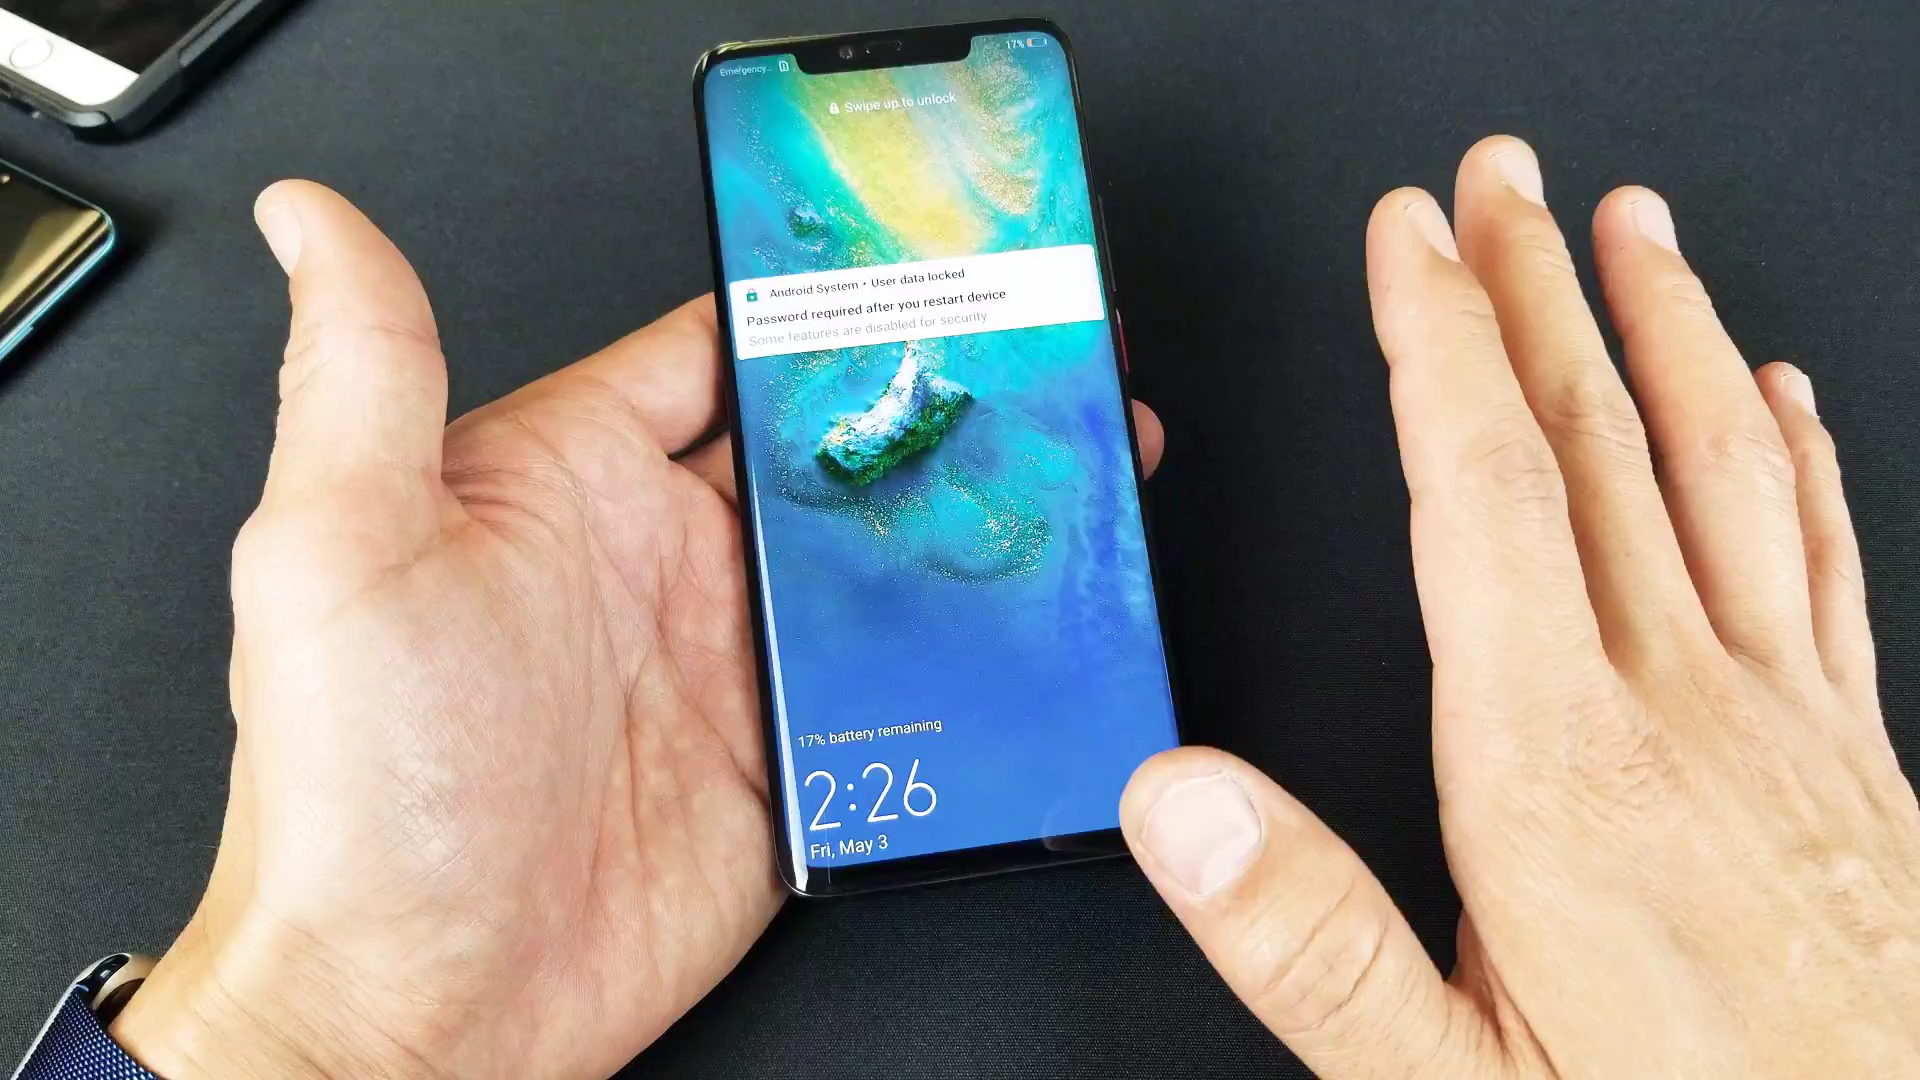 Emergency...
17%
Swipe up to unlock
Android System • User data locked
Password required after you restart device
Some features are disabled for security
17% battery remaining
2:26
Fri, May 3